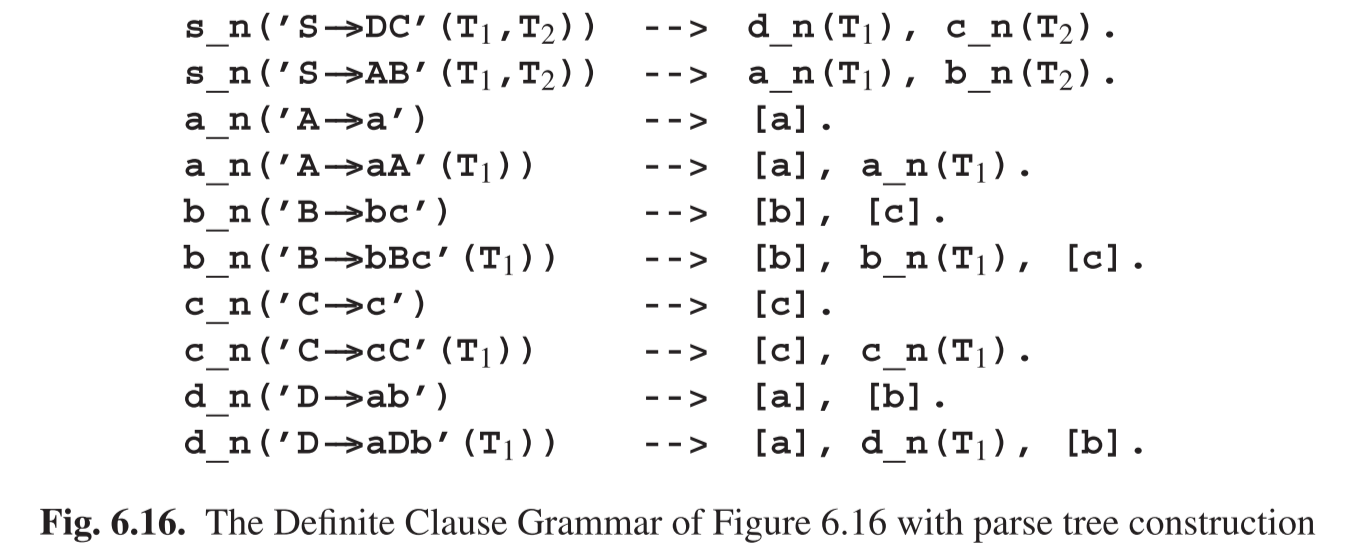 s_n('S→DC'(T₁,T₂)) --> d_n(T₁), c_n(T₂).
s_n('S→AB'(T₁,T₂)) --> a_n(T₁), b_n(T₂).
a_n('A→a') --> [a].
a_n('A→aA'(T₁)) --> [a], a_n(T₁).
b_n('B→bc') --> [b], [c].
b_n('B→bBc'(T₁)) --> [b], b_n(T₁), [c].
c_n('C→c') --> [c].
c_n('C→cC'(T₁)) --> [c], c_n(T₁).
d_n('D→ab') --> [a], [b].
d_n('D→aDb'(T₁)) --> [a], d_n(T₁), [b].
Fig. 6.16. The Definite Clause Grammar of Figure 6.16 with parse tree construction